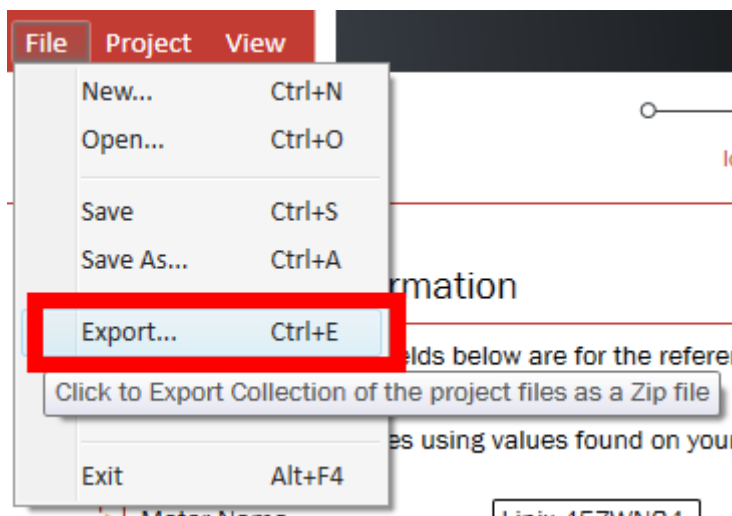 File Project View
New... Ctrl+N
Open... Ctrl+O
Save Ctrl+S
Save As... Ctrl+A
rmation
Export... Ctrl+E
elds below are for the refere
Click to Export Collection of the project files as a Zip file
es using values found on your
Exit Alt+F4